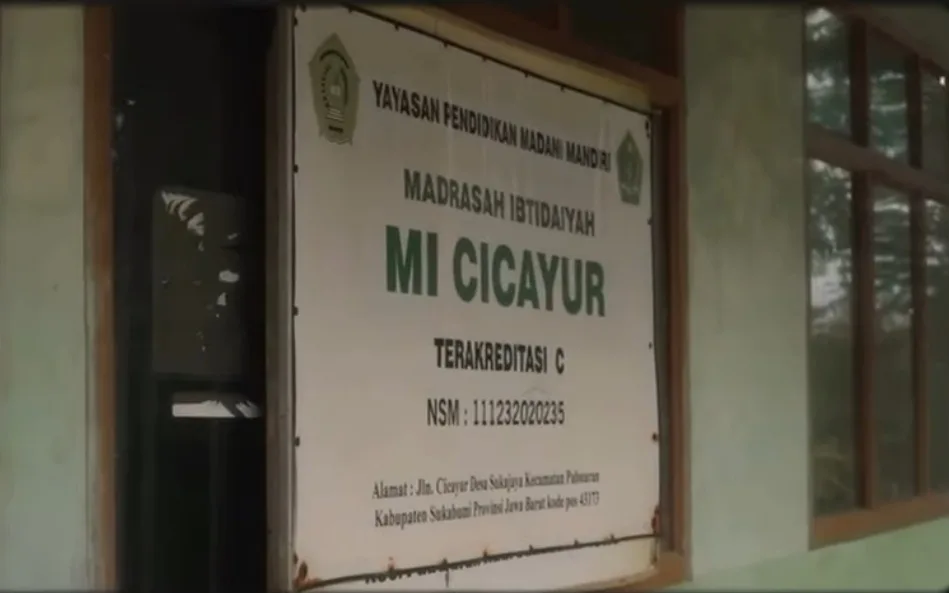 YAYASAN PENDIDIKAN MADANI MANDIRI
MADRASAH IBTIDAIYAH
MI CICAYUR
TERAKREDITASI C
NSM : 111232020235
Alamat : Jln. Cicayur Desa Sukajaya Kecamatan Pabuaran
Kabupaten Sukabumi Provinsi Jawa Barat kode pos 43173